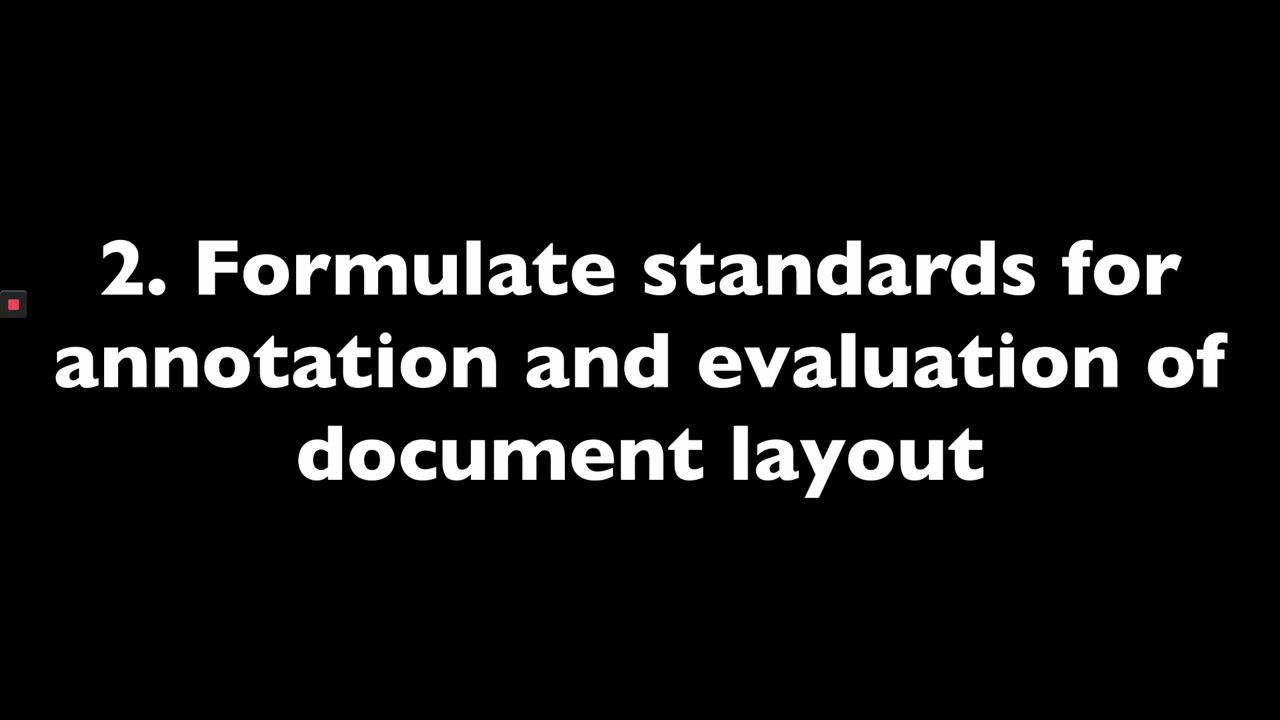 2. Formulate standards for
annotation and evaluation of
document layout